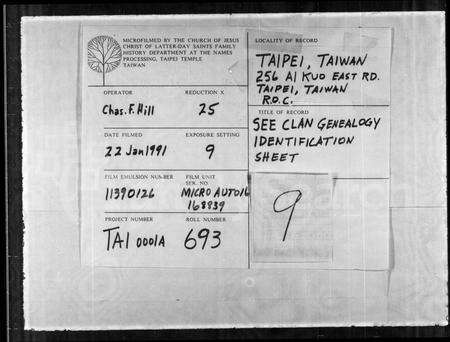 MICROFILMED BY THE CHURCH OF JESUS
CHRIST OF LATTER-DAY SAINTS FAMILY
HISTORY DEPARTMENT AT THE NAMES
PROCESSING, TAIPEI TEMPLE
TAIWAN
OPERATOR
REDUCTION X
Chas. F. Hill
25
DATE FILMED
EXPOSURE SETTING
22 Jan 1991
9
FILM EMULSION NUMBER
FILM UNIT
SER. NO.
11390126
MICRO AUTO16
168839
PROJECT NUMBER
ROLL NUMBER
TAI 0001A
693
LOCALITY OF RECORD
TAIPEI, TAIWAN
256 AI KUO EAST RD.
TAIPEI, TAIWAN
R.O.C.
TITLE OF RECORD
SEE CLAN GENEALOGY
IDENTIFICATION
SHEET
9